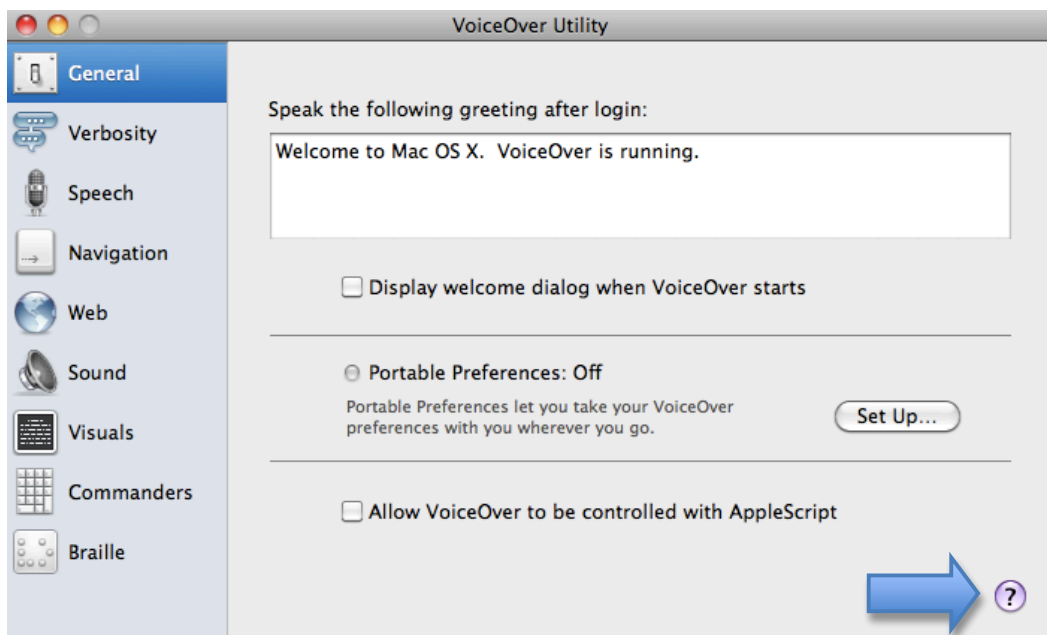 VoiceOver Utility
General
Verbosity
Speech
Navigation
Web
Sound
Visuals
Commanders
Braille
Speak the following greeting after login:
Welcome to Mac OS X.  VoiceOver is running.
Display welcome dialog when VoiceOver starts
Portable Preferences: Off
Portable Preferences let you take your VoiceOver
preferences with you wherever you go.
Set Up...
Allow VoiceOver to be controlled with AppleScript
?